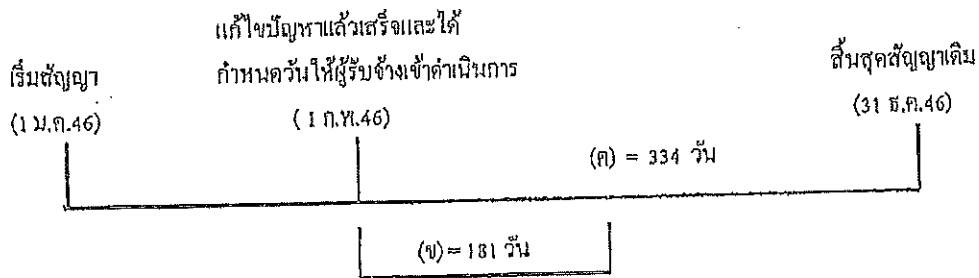 แก้ไขปัญหาแล้วเสร็จและได้
กำหนดวันให้ผู้รับจ้างเข้าดำเนินการ
เริ่มสัญญา
สิ้นสุดสัญญาเดิม
(1 ม.ค.46)
(1 ก.พ.46)
(31 ธ.ค.46)
(ค) = 334 วัน
(ข) = 181 วัน